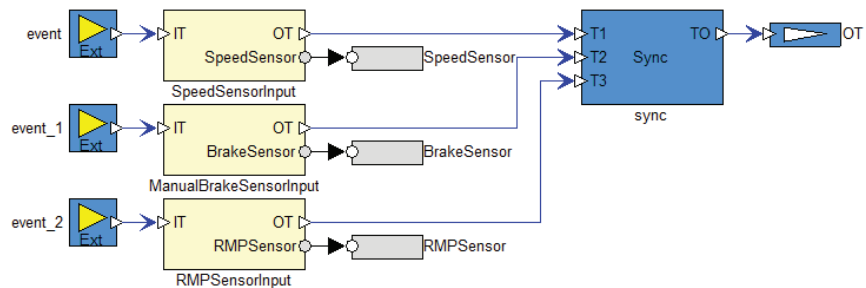 event
Ext
IT
OT
SpeedSensor
SpeedSensorInput
SpeedSensor
T1
T2
T3
Sync
TO
sync
OT
event_1
Ext
IT
OT
BrakeSensor
ManualBrakeSensorInput
BrakeSensor
event_2
Ext
IT
OT
RMPSensor
RMPSensorInput
RMPSensor